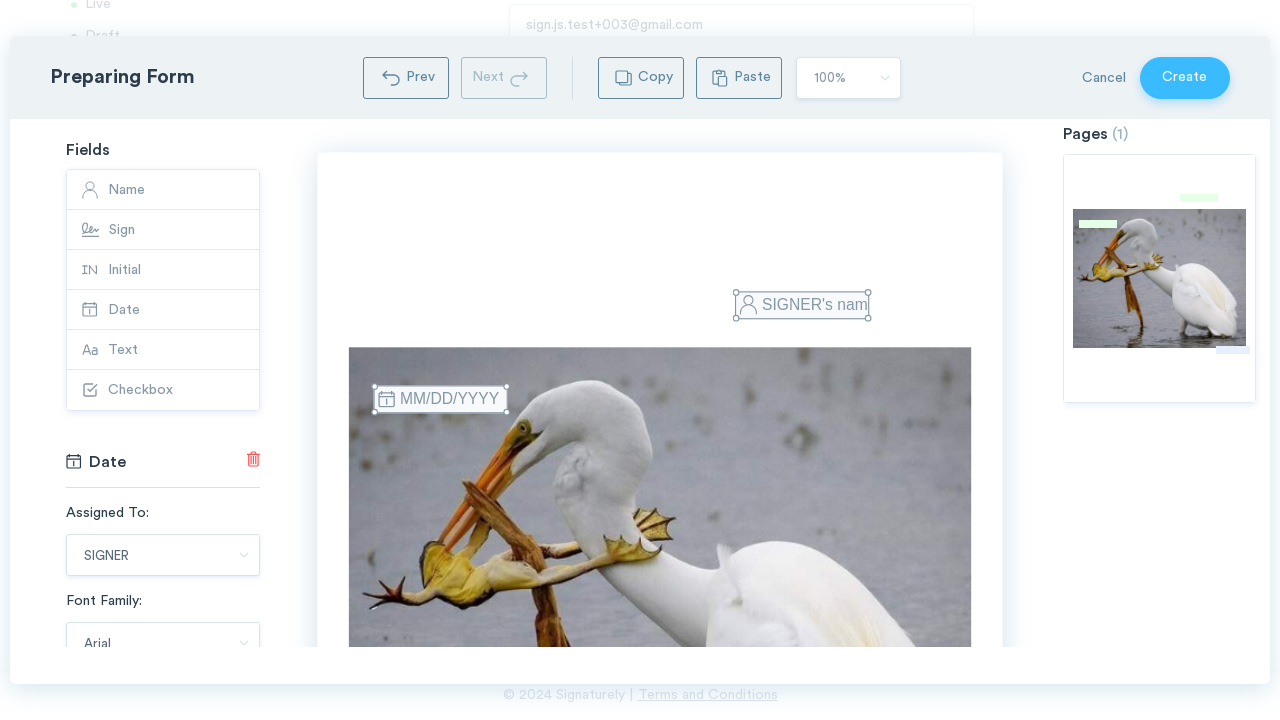 Live
Draft
sign.js.test+003@gmail.com
Preparing Form
Prev
Next
Copy
Paste
100%
Cancel
Create
Fields
Name
Sign
IN Initial
Date
Aa Text
Checkbox
Date
Assigned To:
SIGNER
Font Family:
Arial
SIGNER's nam
MM/DD/YYYY
Pages (1)
© 2024 Signaturely | Terms and Conditions